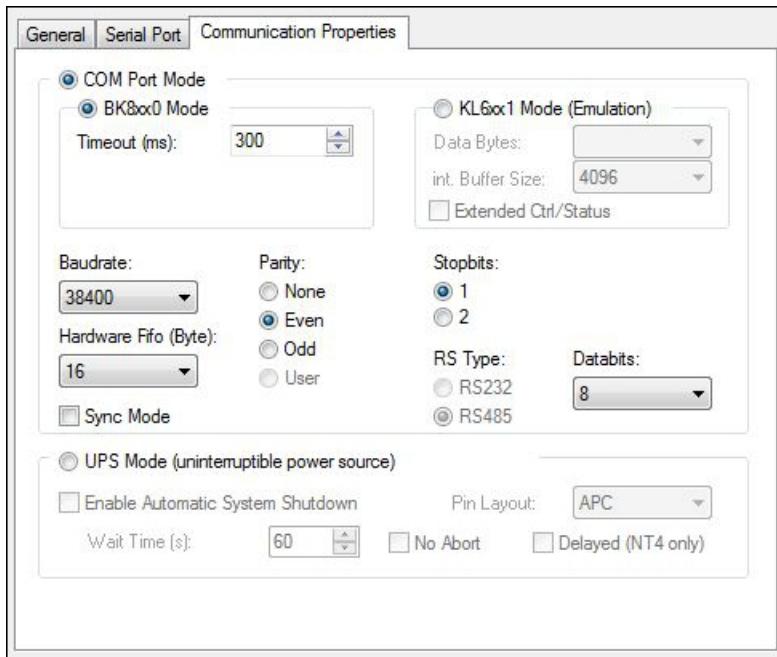 General Serial Port Communication Properties
COM Port Mode
BK8xx0 Mode
Timeout (ms): 300
KL6xx1 Mode (Emulation)
Data Bytes:
int. Buffer Size: 4096
Extended Ctrl/Status
Baudrate:
38400
Hardware Fifo (Byte):
16
Sync Mode
Parity:
None
Even
Odd
User
Stopbits:
1
2
RS Type:
RS232
RS485
Databits:
8
UPS Mode (uninterruptible power source)
Enable Automatic System Shutdown
Pin Layout: APC
Wait Time (s): 60
No Abort
Delayed (NT4 only)